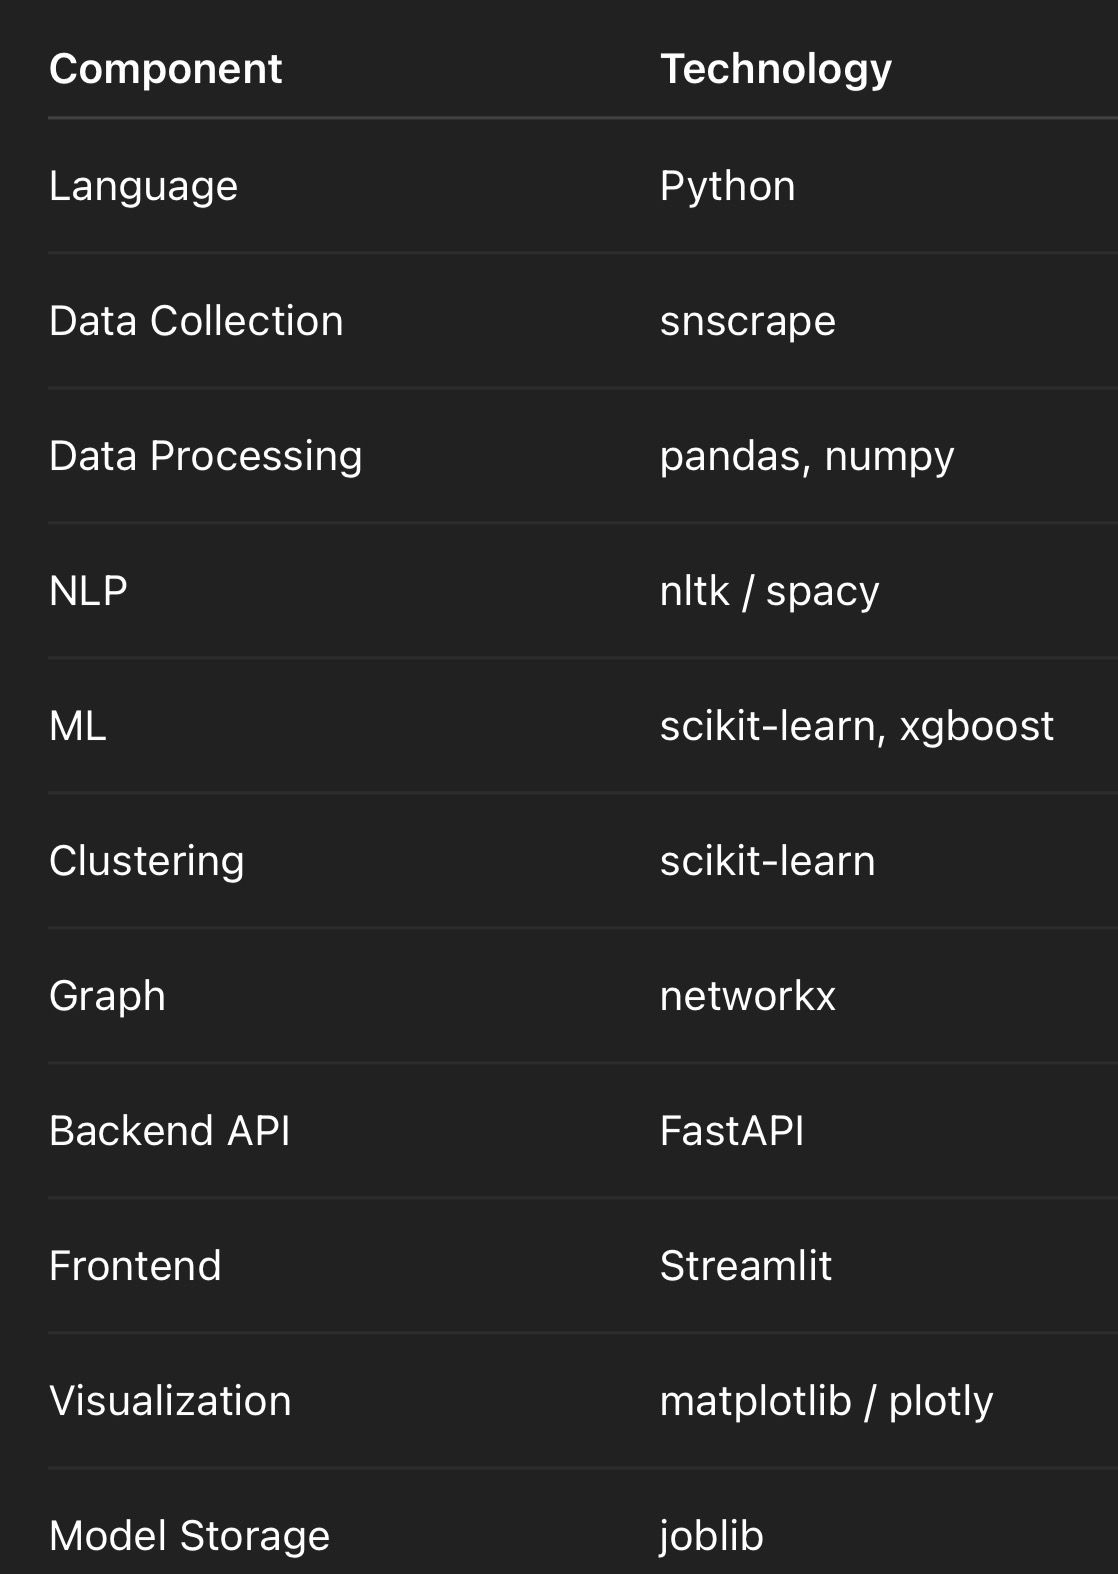 Component Technology
Language Python
Data Collection snscrape
Data Processing pandas, numpy
NLP nltk / spacy
ML scikit-learn, xgboost
Clustering scikit-learn
Graph networkx
Backend API FastAPI
Frontend Streamlit
Visualization matplotlib / plotly
Model Storage joblib